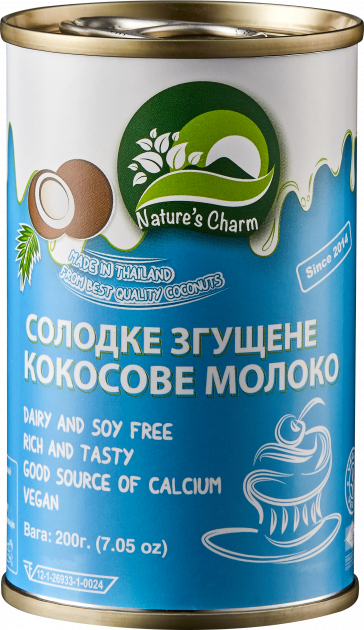 Nature's Charm
MADE IN THAILAND
FROM BEST QUALITY COCONUTS
Since 2014
СОЛОДКЕ ЗГУЩЕНЕ
КОКОСОВЕ МОЛОКО
DAIRY AND SOY FREE
RICH AND TASTY
GOOD SOURCE OF CALCIUM
VEGAN
Вага: 200г. (7.05 oz)
12-1-26933-1-0024